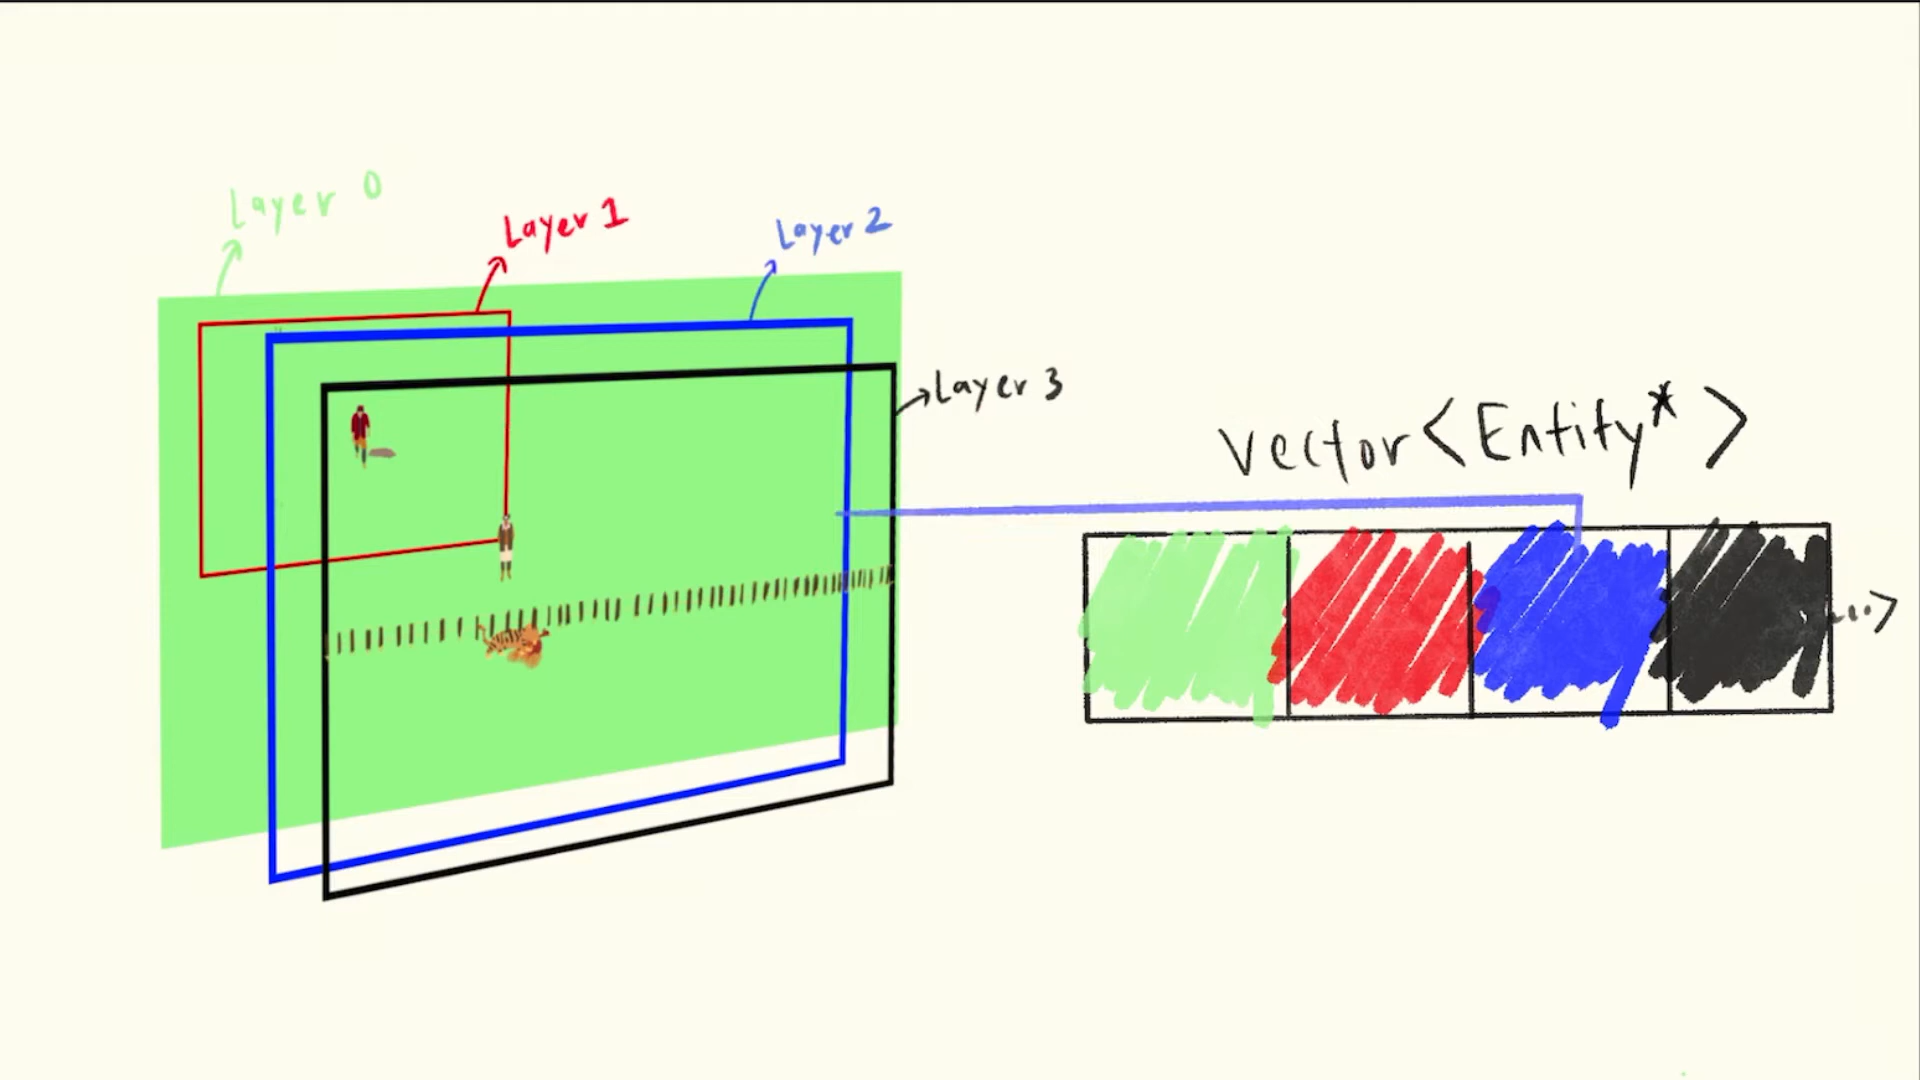 Layer 0
Layer 1
Layer 2
Layer 3
vector<Entity*>
...>